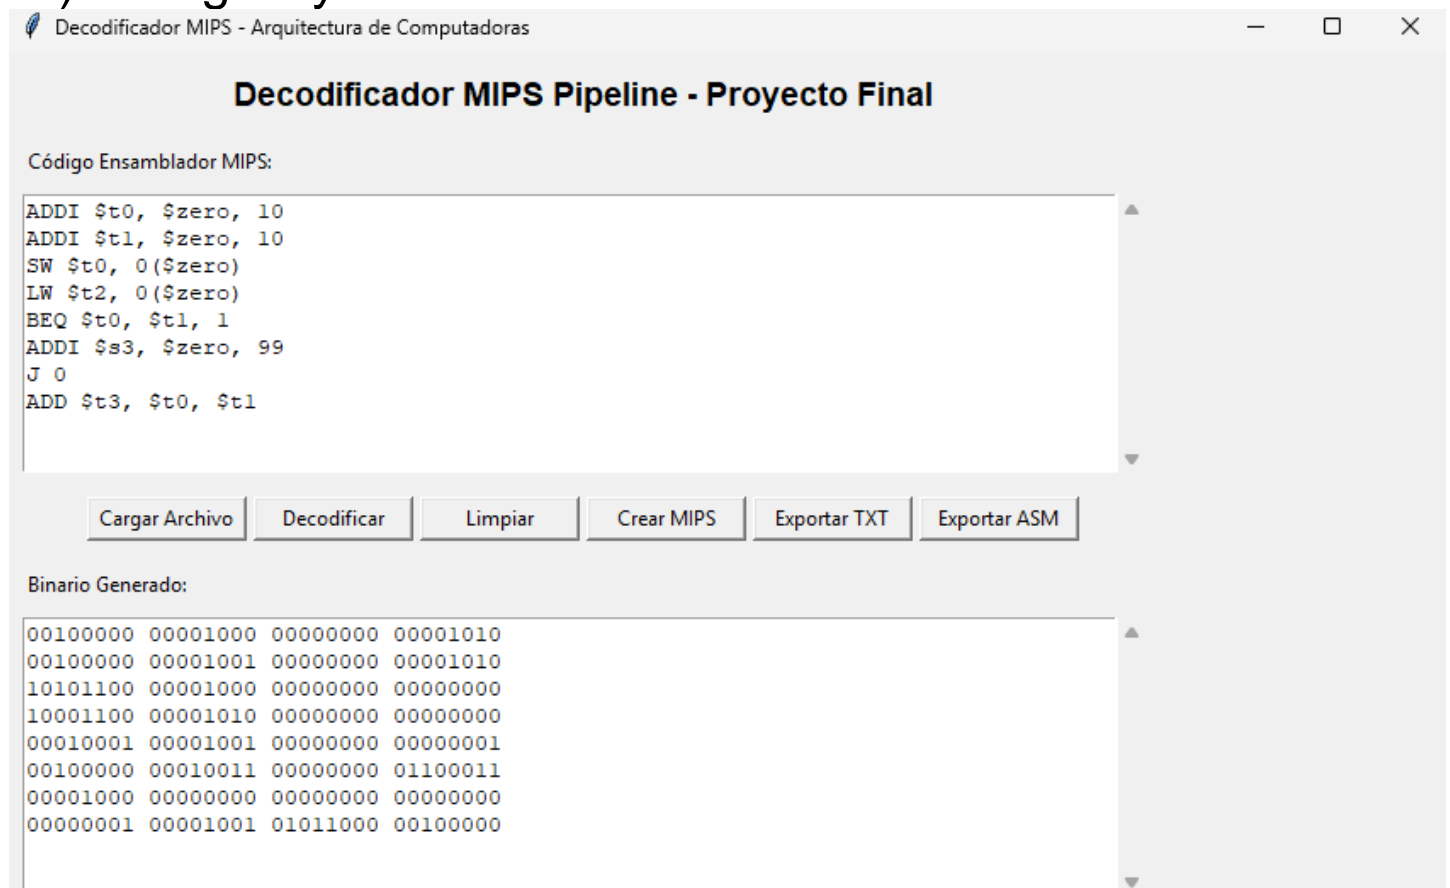 Decodificador MIPS - Arquitectura de Computadoras
Decodificador MIPS Pipeline - Proyecto Final
Código Ensamblador MIPS:
ADDI $t0, $zero, 10
ADDI $t1, $zero, 10
SW $t0, 0($zero)
LW $t2, 0($zero)
BEQ $t0, $t1, 1
ADDI $s3, $zero, 99
J 0
ADD $t3, $t0, $t1
Cargar Archivo Decodificar Limpiar Crear MIPS Exportar TXT Exportar ASM
Binario Generado:
00100000 00001000 00000000 00001010
00100000 00001001 00000000 00001010
10101100 00001000 00000000 00000000
10001100 00001010 00000000 00000000
00010001 00001001 00000000 00000001
00100000 00010011 00000000 01100011
00001000 00000000 00000000 00000000
00000001 00001001 01011000 00100000